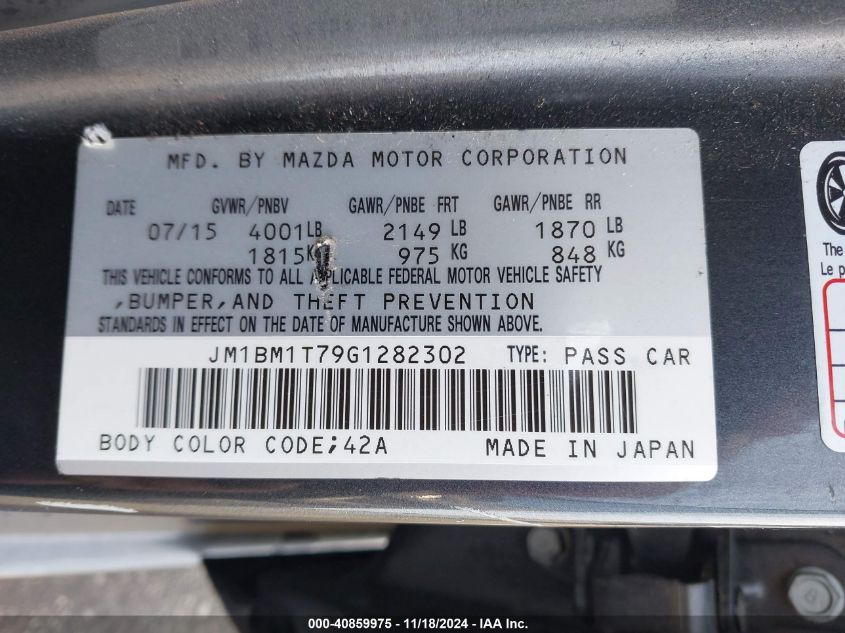 MFD. BY MAZDA MOTOR CORPORATION
DATE GVWR/PNBV GAWR/PNBE FRT GAWR/PNBE RR
07/15 4001LB 2149 LB 1870 LB
1815KG 975 KG 848 KG
THIS VEHICLE CONFORMS TO ALL APPLICABLE FEDERAL MOTOR VEHICLE SAFETY
,BUMPER,AND THEFT PREVENTION
STANDARDS IN EFFECT ON THE DATE OF MANUFACTURE SHOWN ABOVE.
JM1BM1T79G1282302 TYPE: PASS CAR
BODY COLOR CODE;42A MADE IN JAPAN
The
Le p
000-40859975 - 11/18/2024 - IAA Inc.